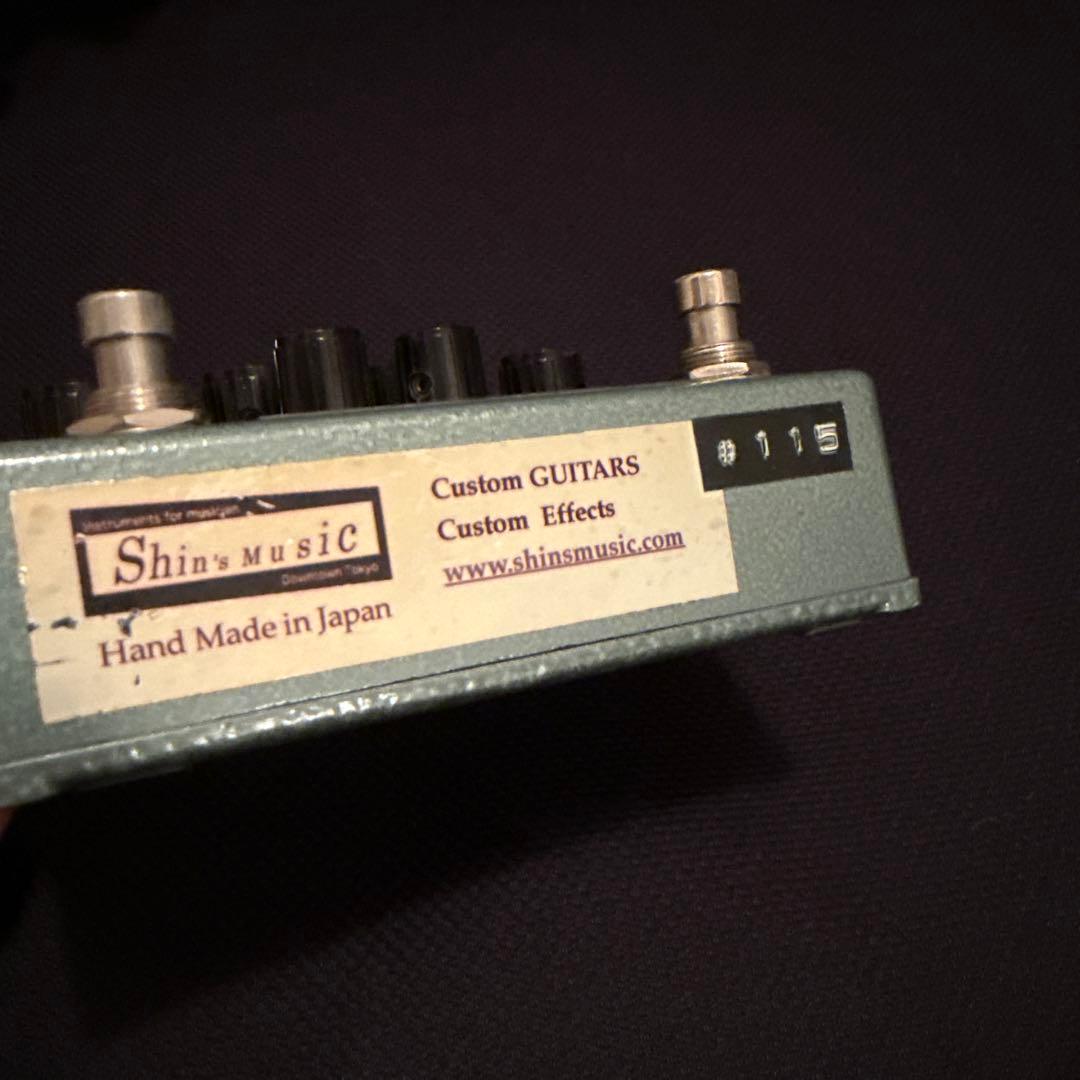 Instruments for musician
Shin's Music
Downtown Tokyo
Hand Made in Japan
Custom GUITARS
Custom Effects
www.shinsmusic.com
#115